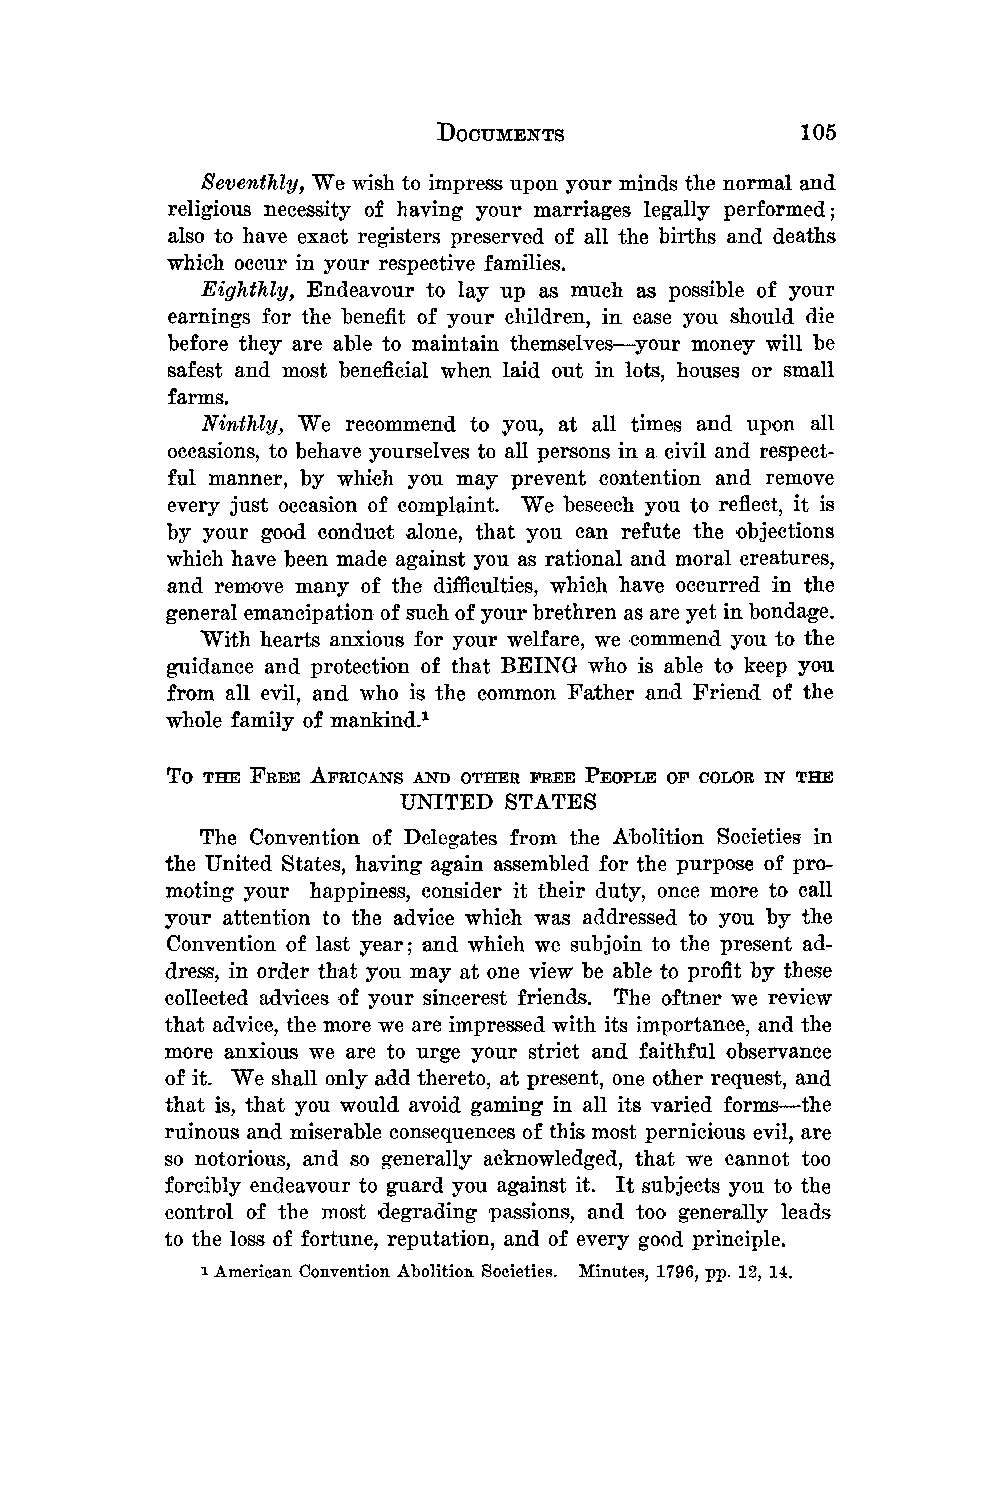 DOCUMENTS 105
Seventhly, We wish to impress upon your minds the normal and
religious necessity of having your marriages legally performed;
also to have exact registers preserved of all the births and deaths
which occur in your respective families.
Eighthly, Endeavour to lay up as much as possible of your
earnings for the benefit of your children, in case you should die
before they are able to maintain themselves—your money will be
safest and most beneficial when laid out in lots, houses or small
farms.
Ninthly, We recommend to you, at all times and upon all
occasions, to behave yourselves to all persons in a civil and respect-
ful manner, by which you may prevent contention and remove
every just occasion of complaint. We beseech you to reflect, it is
by your good conduct alone, that you can refute the objections
which have been made against you as rational and moral creatures,
and remove many of the difficulties, which have occurred in the
general emancipation of such of your brethren as are yet in bondage.
With hearts anxious for your welfare, we commend you to the
guidance and protection of that BEING who is able to keep you
from all evil, and who is the common Father and Friend of the
whole family of mankind.¹
TO THE FREE AFRICANS AND OTHER FREE PEOPLE OF COLOR IN THE
UNITED STATES
The Convention of Delegates from the Abolition Societies in
the United States, having again assembled for the purpose of pro-
moting your happiness, consider it their duty, once more to call
your attention to the advice which was addressed to you by the
Convention of last year; and which we subjoin to the present ad-
dress, in order that you may at one view be able to profit by these
collected advices of your sincerest friends. The oftner we review
that advice, the more we are impressed with its importance, and the
more anxious we are to urge your strict and faithful observance
of it. We shall only add thereto, at present, one other request, and
that is, that you would avoid gaming in all its varied forms—the
ruinous and miserable consequences of this most pernicious evil, are
so notorious, and so generally acknowledged, that we cannot too
forcibly endeavour to guard you against it. It subjects you to the
control of the most degrading passions, and too generally leads
to the loss of fortune, reputation, and of every good principle.
¹ American Convention Abolition Societies. Minutes, 1796, pp. 12, 14.